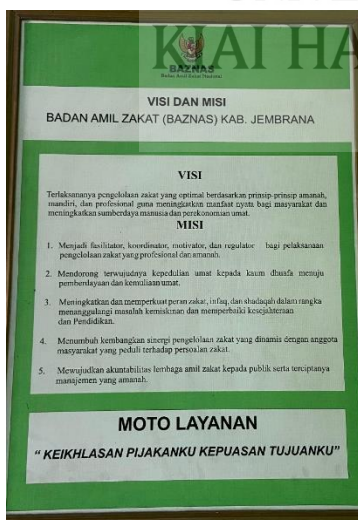 KIAI HA
BAZNAS
Badan Amil Zakat Nasional
VISI DAN MISI
BADAN AMIL ZAKAT (BAZNAS) KAB. JEMBRANA
VISI
Terlaksananya pengelolaan zakat yang optimal berdasarkan prinsip-prinsip amanah,
mandiri, dan profesional guna meningkatkan manfaat nyata bagi masyarakat dan
meningkatkan sumberdaya manusia dan perekonomian umat.
MISI
1. Menjadi fasilitator, koordinator, motivator, dan regulator bagi pelaksanaan
pengelolaan zakat yang profesional dan amanah.
2. Mendorong terwujudnya kepedulian umat kepada kaum dhuafa menuju
pemberdayaan dan kemuliaan umat.
3. Meningkatkan dan memperkuat peran zakat, infaq, dan shadaqah dalam rangka
menanggulangi masalah kemiskinan dan memperbaiki kesejahteraan
dan Pendidikan.
4. Menumbuh kembangkan sinergi pengelolaan zakat yang dinamis dengan anggota
masyarakat yang peduli terhadap persoalan zakat.
5. Mewujudkan akuntabilitas lembaga amil zakat kepada publik serta terciptanya
manajemen yang amanah.
MOTO LAYANAN
“ KEIKHLASAN PIJAKANKU KEPUASAN TUJUANKU”